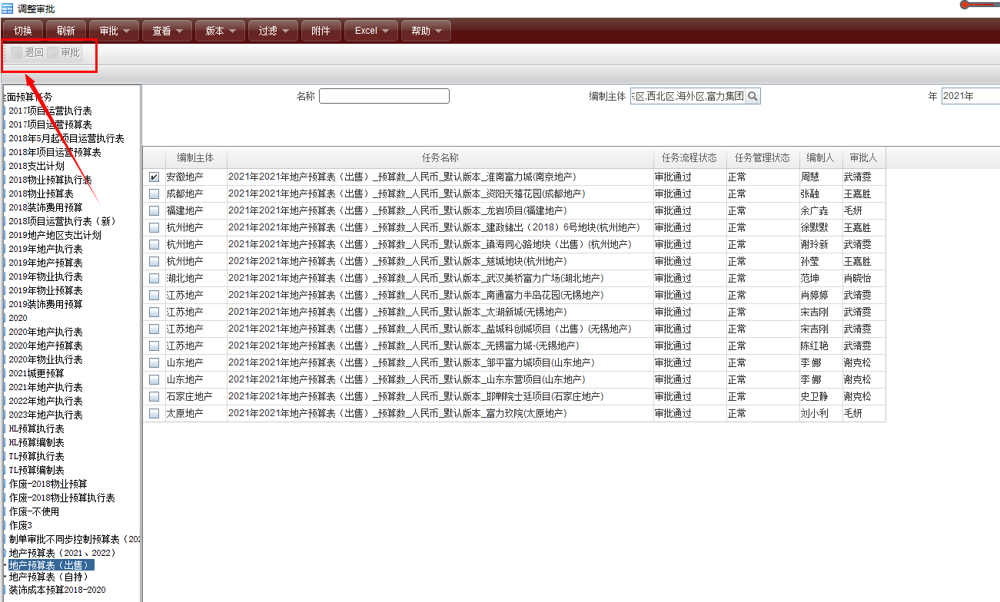 调整审批
切换 刷新 审批 查看 版本 过滤 附件 Excel 帮助
退回 审批
名称 编制主体 区,西北区,海外区,富力集团 年 2021年
面预算任务
2017项目运营执行表
2017项目运营预算表
2018年5月起项目运营执行表
2018年项目运营预算表
2018支出计划
2018物业预算执行表
2018物业预算表
2018装饰费用预算
2018项目运营执行表（新）
2019地产地区支出计划
2019年地产执行表
2019年地产预算表
2019年物业执行表
2019年物业预算表
2019装饰费用预算
2020
2020年地产执行表
2020年地产预算表
2020年物业执行表
2021城更预算
2021年地产执行表
2022年地产执行表
2023年地产执行表
HL预算执行表
HL预算编制表
TL预算执行表
TL预算编制表
作废-2018物业预算
作废-2018物业预算执行表
作废-不使用
作废3
制单审批不同步控制预算表（202
地产预算表（2021、2022）
地产预算表（出售）
地产预算表（自持）
装饰成本预算2018-2020
编制主体 任务名称 任务流程状态 任务管理状态 编制人 审批人
安徽地产 2021年2021年地产预算表（出售）_预算数_人民币_默认版本_淮南富力城(南京地产) 审批通过 正常 周慧 武靖雯
成都地产 2021年2021年地产预算表（出售）_预算数_人民币_默认版本_资阳天禧花园(成都地产) 审批通过 正常 张融 王嘉胜
福建地产 2021年2021年地产预算表（出售）_预算数_人民币_默认版本_龙岩项目(福建地产) 审批通过 正常 余广垚 毛妍
杭州地产 2021年2021年地产预算表（出售）_预算数_人民币_默认版本_建政储出（2018）6号地块(杭州地产) 审批通过 正常 徐默默 王嘉胜
杭州地产 2021年2021年地产预算表（出售）_预算数_人民币_默认版本_镇海同心路地块（出售）(杭州地产) 审批通过 正常 谢玲新 武靖雯
杭州地产 2021年2021年地产预算表（出售）_预算数_人民币_默认版本_慈城地块(杭州地产) 审批通过 正常 孙莹 王嘉胜
湖北地产 2021年2021年地产预算表（出售）_预算数_人民币_默认版本_武汉美桥富力广场(湖北地产) 审批通过 正常 范坤 肖晓怡
江苏地产 2021年2021年地产预算表（出售）_预算数_人民币_默认版本_南通富力半岛花园(无锡地产) 审批通过 正常 肖婷婷 武靖雯
江苏地产 2021年2021年地产预算表（出售）_预算数_人民币_默认版本_太湖新城(无锡地产) 审批通过 正常 宋吉刚 武靖雯
江苏地产 2021年2021年地产预算表（出售）_预算数_人民币_默认版本_盐城科创城项目（出售）(无锡地产) 审批通过 正常 宋吉刚 武靖雯
江苏地产 2021年2021年地产预算表（出售）_预算数_人民币_默认版本_无锡富力城-(无锡地产) 审批通过 正常 陈红艳 武靖雯
山东地产 2021年2021年地产预算表（出售）_预算数_人民币_默认版本_邹平富力城项目(山东地产) 审批通过 正常 李 娜 谢克松
山东地产 2021年2021年地产预算表（出售）_预算数_人民币_默认版本_山东东营项目(山东地产) 审批通过 正常 李 娜 谢克松
石家庄地产 2021年2021年地产预算表（出售）_预算数_人民币_默认版本_邯郸院士廷项目(石家庄地产) 审批通过 正常 史卫静 谢克松
太原地产 2021年2021年地产预算表（出售）_预算数_人民币_默认版本_富力玖院(太原地产) 审批通过 正常 刘小利 毛妍